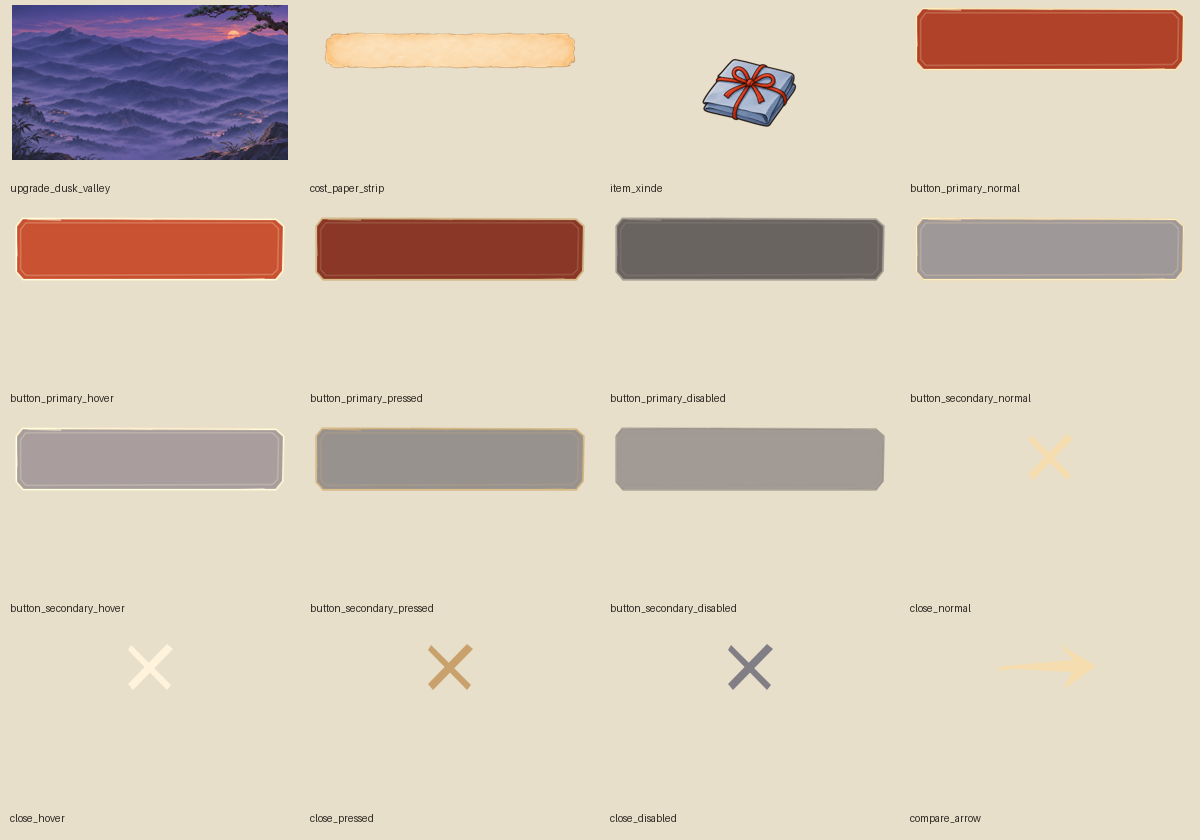 upgrade_dusk_valley
cost_paper_strip
item_xinde
button_primary_normal
button_primary_hover
button_primary_pressed
button_primary_disabled
button_secondary_normal
button_secondary_hover
button_secondary_pressed
button_secondary_disabled
close_normal
close_hover
close_pressed
close_disabled
compare_arrow